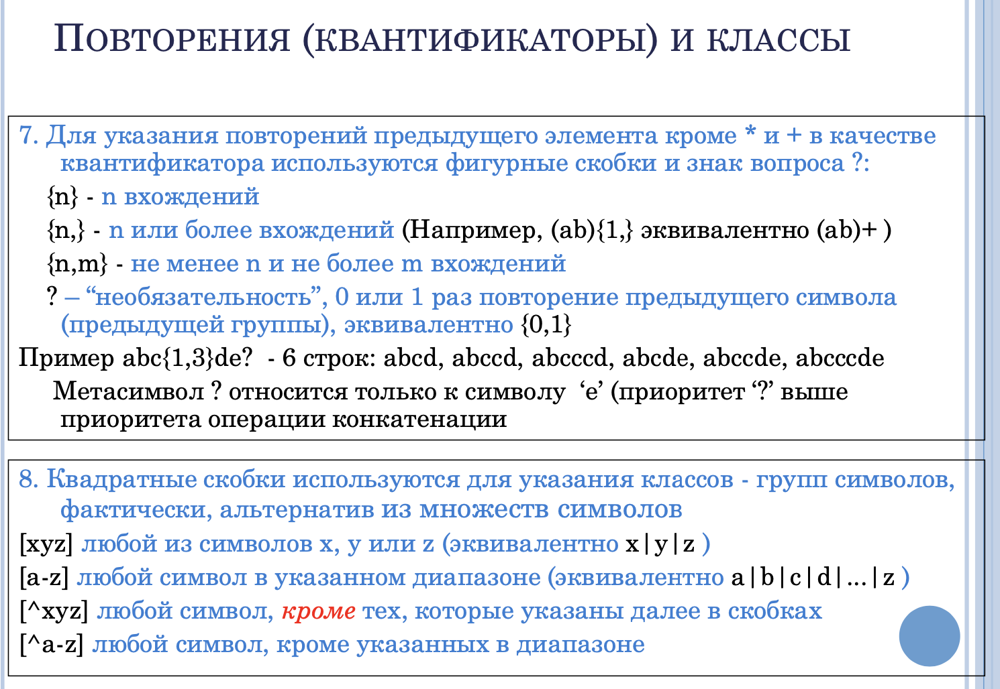 Повторения (квантификаторы) и классы
7. Для указания повторений предыдущего элемента кроме * и + в качестве
квантификатора используются фигурные скобки и знак вопроса ?:
{n} - n вхождений
{n,} - n или более вхождений (Например, (ab){1,} эквивалентно (ab)+ )
{n,m} - не менее n и не более m вхождений
? – “необязательность”, 0 или 1 раз повторение предыдущего символа
(предыдущей группы), эквивалентно {0,1}
Пример abc{1,3}de?  - 6 строк: abcd, abccd, abcccd, abcde, abccde, abcccde
Метасимвол ? относится только к символу  ‘e’ (приоритет ‘?’ выше
приоритета операции конкатенации
8. Квадратные скобки используются для указания классов - групп символов,
фактически, альтернатив из множеств символов
[xyz] любой из символов x, y или z (эквивалентно x|y|z )
[a-z] любой символ в указанном диапазоне (эквивалентно a|b|c|d|...|z )
[^xyz] любой символ, кроме тех, которые указаны далее в скобках
[^a-z] любой символ, кроме указанных в диапазоне